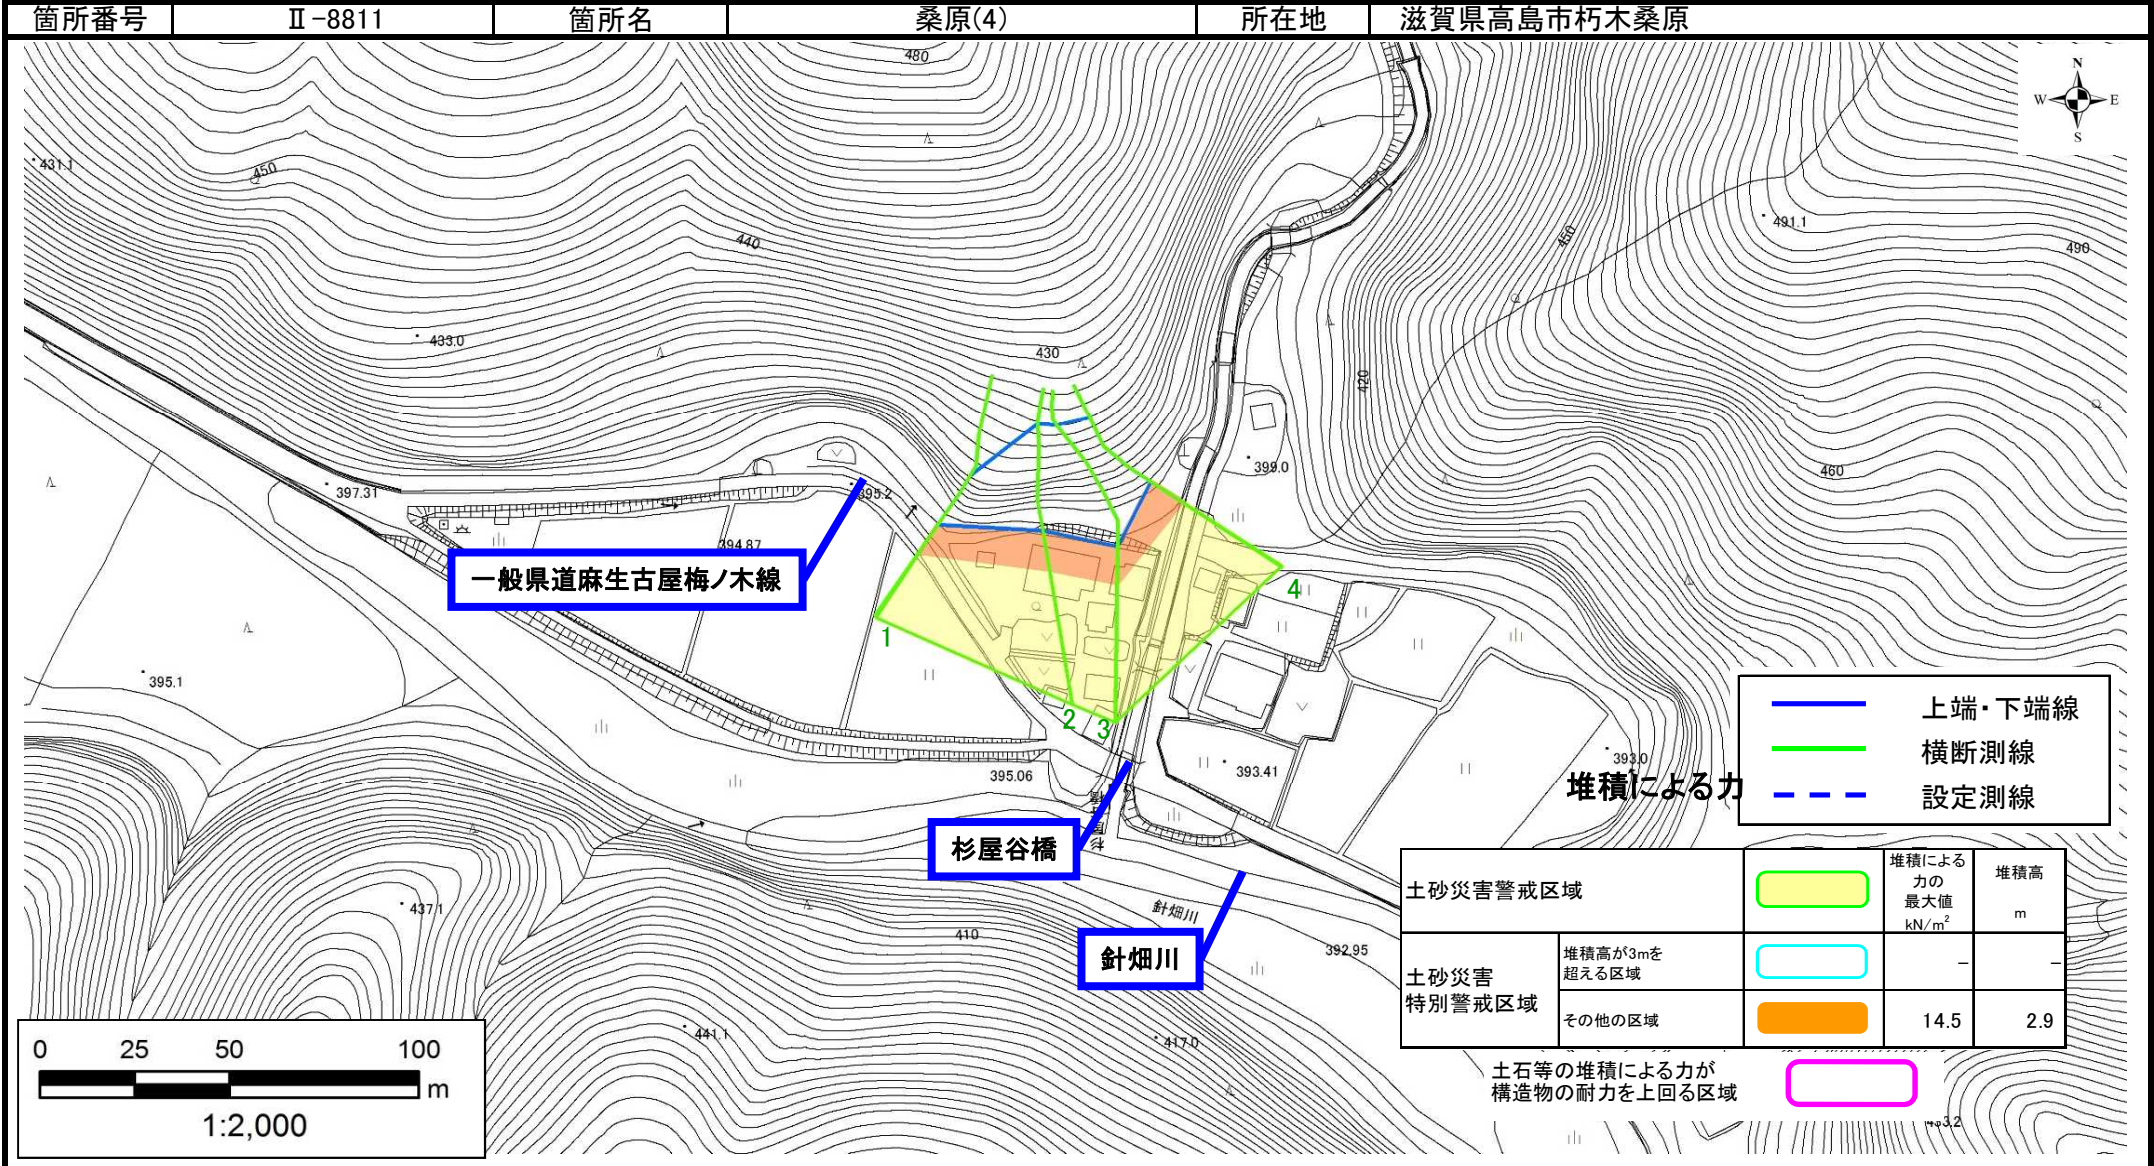 箇所番号 Ⅱ-8811 箇所名 桑原(4) 所在地 滋賀県高島市朽木桑原
480
N
W E
S
431.1
450
491.1
440
450
490
433.0
430
420
397.31
395.2
399.0
460
394.87
一般県道麻生古屋梅ノ木線
1
4
395.1
2
3
上端・下端線
横断測線
設定測線
395.06
393.41
393.0
堆積による力
杉屋谷橋
437.1
410
針畑川
針畑川
392.95
441.1
417.0
土砂災害警戒区域
堆積による
力の
最大値
kN/m²
堆積高
m
土砂災害
特別警戒区域
堆積高が3mを
超える区域
－ －
その他の区域 14.5 2.9
土石等の堆積による力が
構造物の耐力を上回る区域
0 25 50 100
m
1:2,000